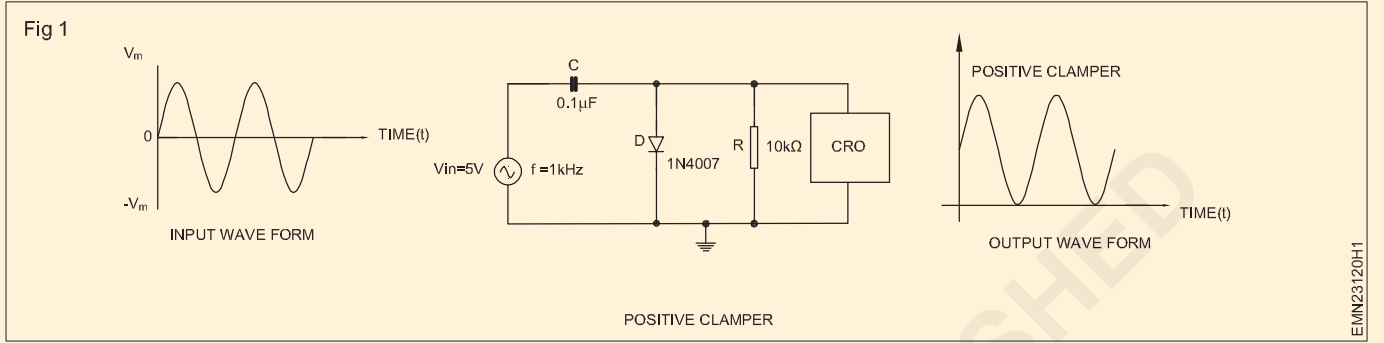 Fig 1
Vm
0
-Vm
TIME(t)
INPUT WAVE FORM
C
0.1µF
Vin=5V
f =1kHz
D
1N4007
R
10kΩ
CRO
POSITIVE CLAMPER
TIME(t)
OUTPUT WAVE FORM
POSITIVE CLAMPER
EMN23120H1
SHED